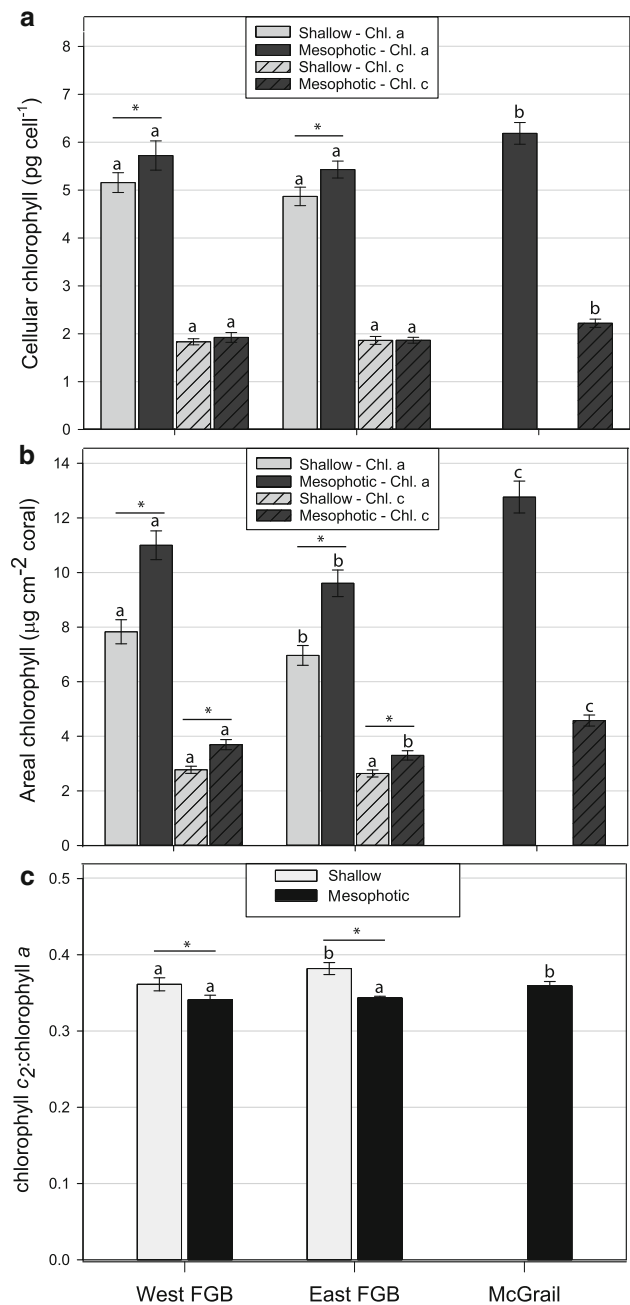 a
Shallow - Chl. a
Mesophotic - Chl. a
Shallow - Chl. c
Mesophotic - Chl. c
Cellular chlorophyll (pg cell-1)
8
7
6
5
4
3
2
1
0
*
a
a
a
a
*
a
a
a
a
b
b
b
Shallow - Chl. a
Mesophotic - Chl. a
Shallow - Chl. c
Mesophotic - Chl. c
Areal chlorophyll (µg cm-2 coral)
14
12
10
8
6
4
2
0
*
a
a
*
a
a
*
b
b
*
a
b
c
c
c
Shallow
Mesophotic
chlorophyll c2:chlorophyll a
0.5
0.4
0.3
0.2
0.1
0.0
*
a
a
*
b
a
b
West FGB
East FGB
McGrail